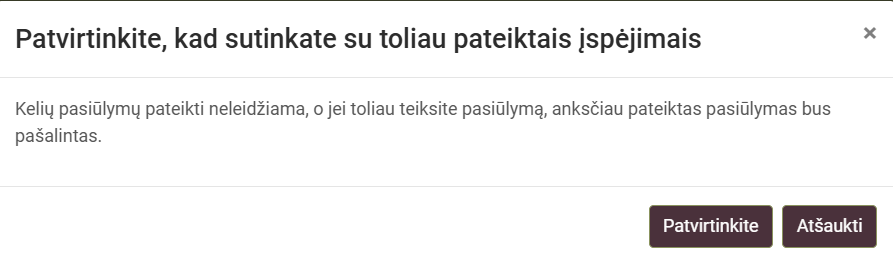 Patvirtinkite, kad sutinkate su toliau pateiktais įspėjimais
×
Kelių pasiūlymų pateikti neleidžiama, o jei toliau teiksite pasiūlymą, anksčiau pateiktas pasiūlymas bus
pašalintas.
Patvirtinkite Atšaukti